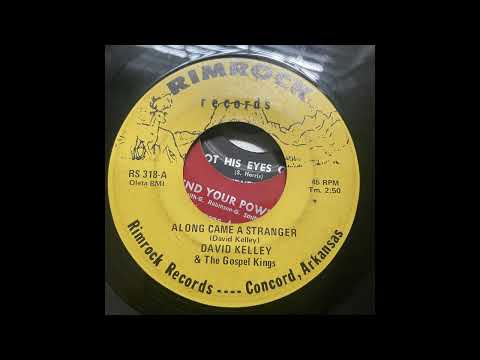 RIMROCK
records
RS 318-A
Oleta BMI
OT HIS EYES
(S. Harris)
ND YOUR POW
45 RPM
Tm. 2:50
ALONG CAME A STRANGER
(David Kelley)
DAVID KELLEY
& The Gospel Kings
Rimrock Records ---- Concord, Arkansas